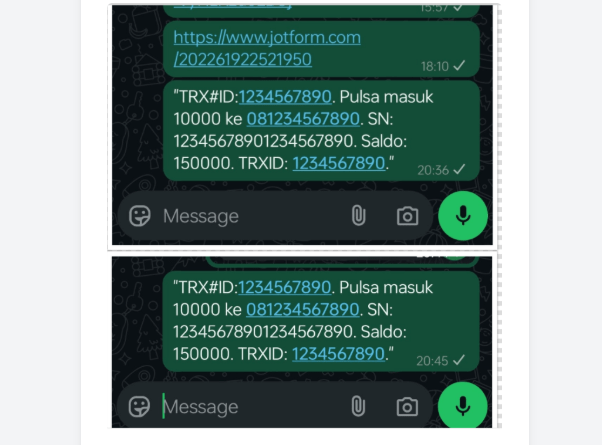 15:57
https://www.jotform.com
/202261922521950
18:10
"TRX#ID:1234567890. Pulsa masuk
10000 ke 081234567890. SN:
12345678901234567890. Saldo:
150000. TRXID: 1234567890."
20:36
Message
"TRX#ID:1234567890. Pulsa masuk
10000 ke 081234567890. SN:
12345678901234567890. Saldo:
150000. TRXID: 1234567890."
20:45
Message